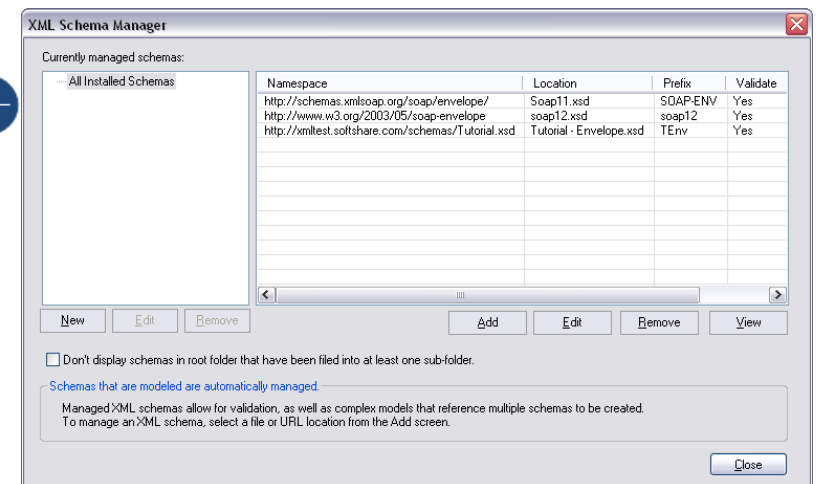 XML Schema Manager
Currently managed schemas:
All Installed Schemas
Namespace Location Prefix Validate
http://schemas.xmlsoap.org/soap/envelope/ Soap11.xsd SOAP-ENV Yes
http://www.w3.org/2003/05/soap-envelope soap12.xsd soap12 Yes
http://xmltest.softshare.com/schemas/Tutorial.xsd Tutorial - Envelope.xsd TEnv Yes
New Edit Remove Add Edit Remove View
Don't display schemas in root folder that have been filed into at least one sub-folder.
Schemas that are modeled are automatically managed.
Managed XML schemas allow for validation, as well as complex models that reference multiple schemas to be created.
To manage an XML schema, select a file or URL location from the Add screen.
Close